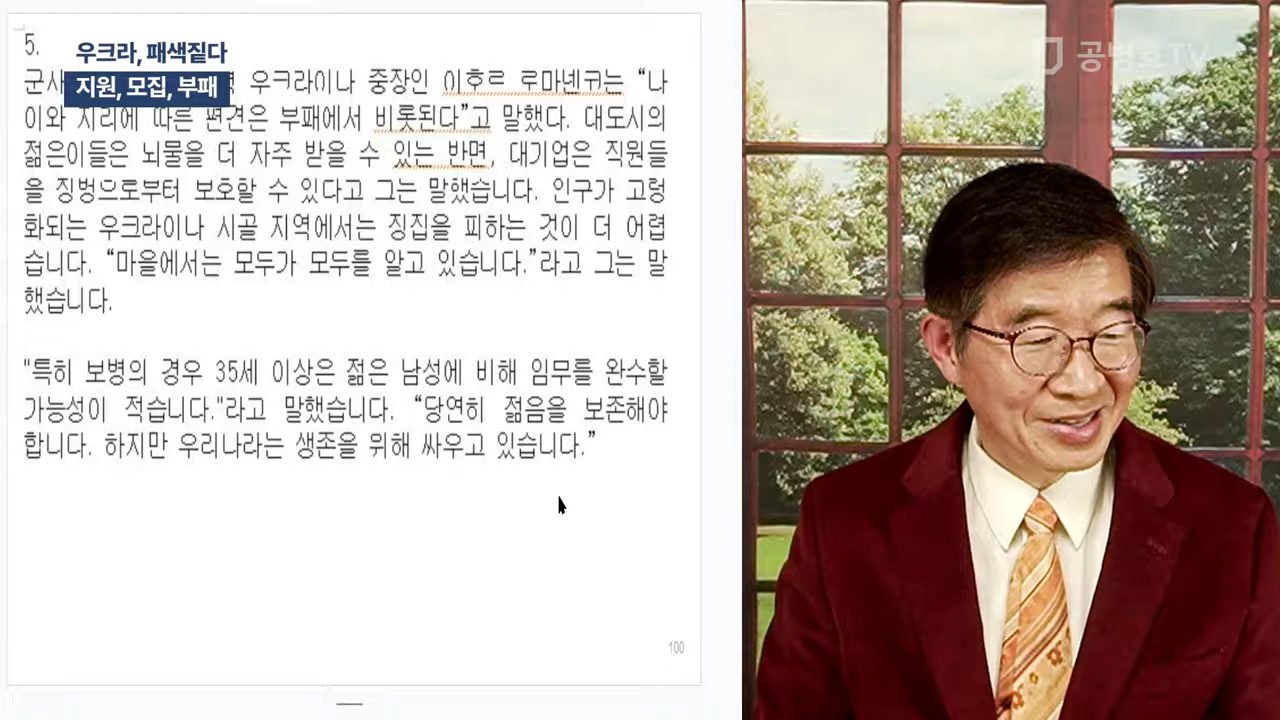 5.
우크라, 패색짙다
지원, 모집, 부패
군사 우크라이나 중장인 이호르 로마넨코는 “나
이와 지리에 따른 편견은 부패에서 비롯된다”고 말했다. 대도시의
젊은이들은 뇌물을 더 자주 받을 수 있는 반면, 대기업은 직원들
을 징벙으로부터 보호할 수 있다고 그는 말했습니다. 인구가 고령
화되는 우크라이나 시골 지역에서는 징집을 피하는 것이 더 어렵
습니다. “마을에서는 모두가 모두를 알고 있습니다.”라고 그는 말
했습니다.
"특히 보병의 경우 35세 이상은 젊은 남성에 비해 임무를 완수할
가능성이 적습니다."라고 말했습니다. “당연히 젊음을 보존해야
합니다. 하지만 우리나라는 생존을 위해 싸우고 있습니다.”
100
공병호TV